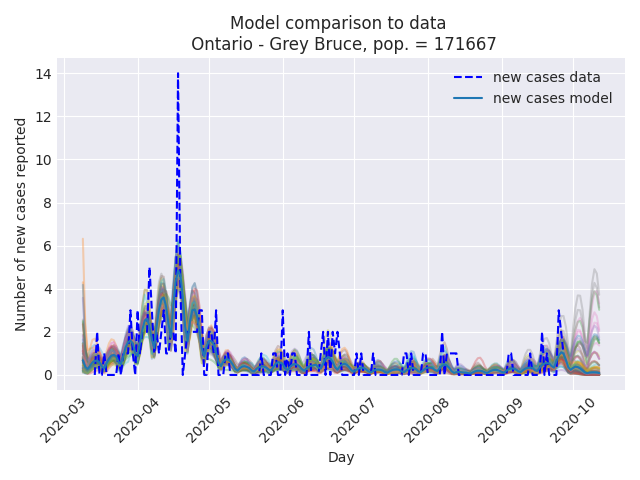 Model comparison to data
Ontario - Grey Bruce, pop. = 171667
new cases data
new cases model
Number of new cases reported
14
12
10
8
6
4
2
0
2020-03
2020-04
2020-05
2020-06
2020-07
2020-08
2020-09
2020-10
Day